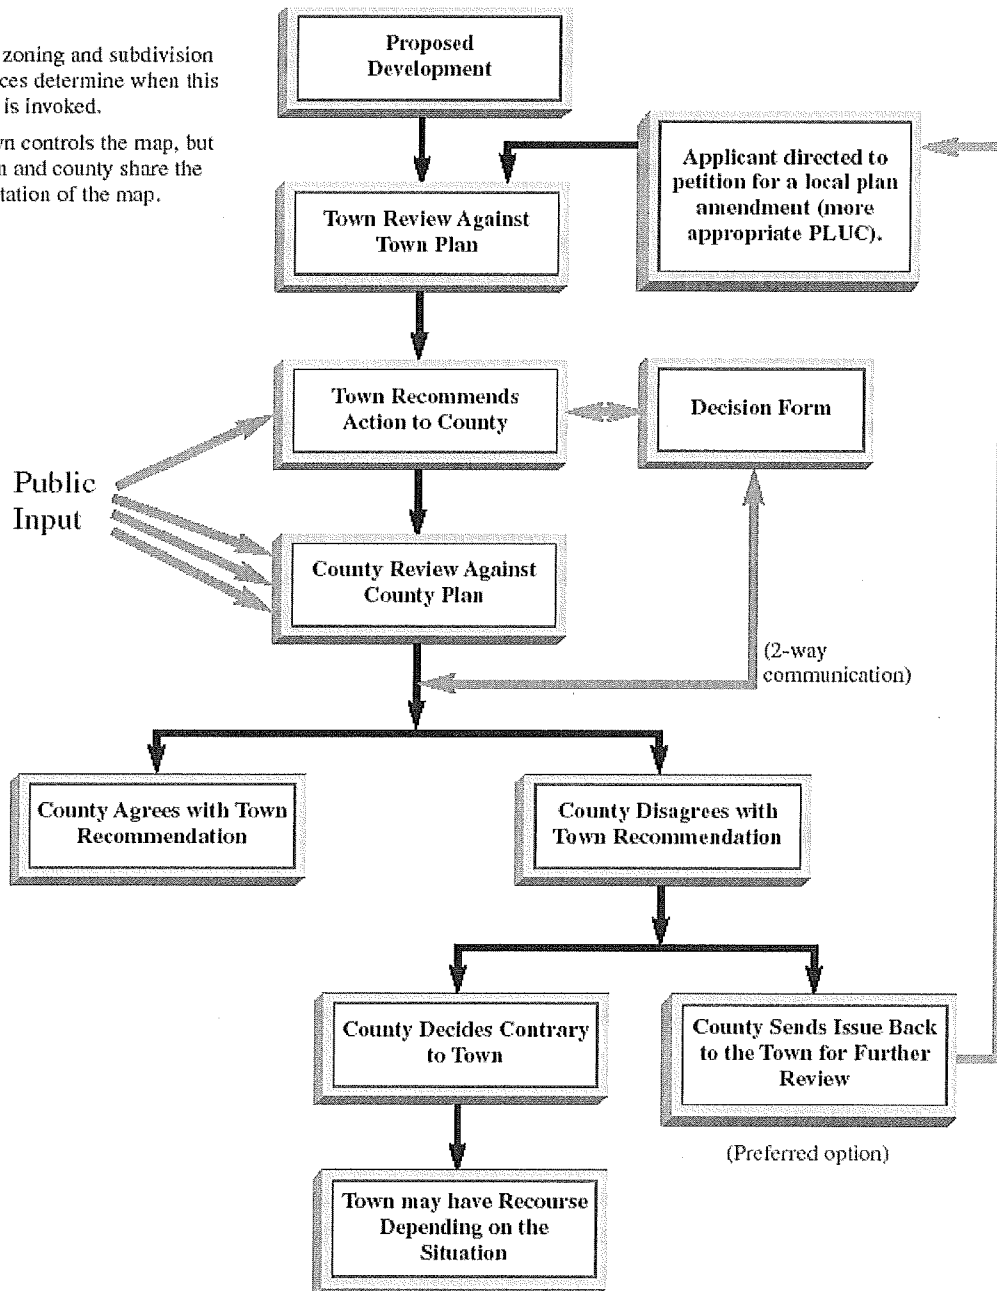 Proposed
Development
zoning and subdivision
ces determine when this
is invoked.
vn controls the map, but
n and county share the
tation of the map.
Applicant directed to
petition for a local plan
amendment (more
appropriate PLUC).
Town Review Against
Town Plan
Town Recommends
Action to County
Decision Form
Public
Input
County Review Against
County Plan
(2-way
communication)
County Agrees with Town
Recommendation
County Disagrees with
Town Recommendation
County Decides Contrary
to Town
County Sends Issue Back
to the Town for Further
Review
(Preferred option)
Town may have Recourse
Depending on the
Situation